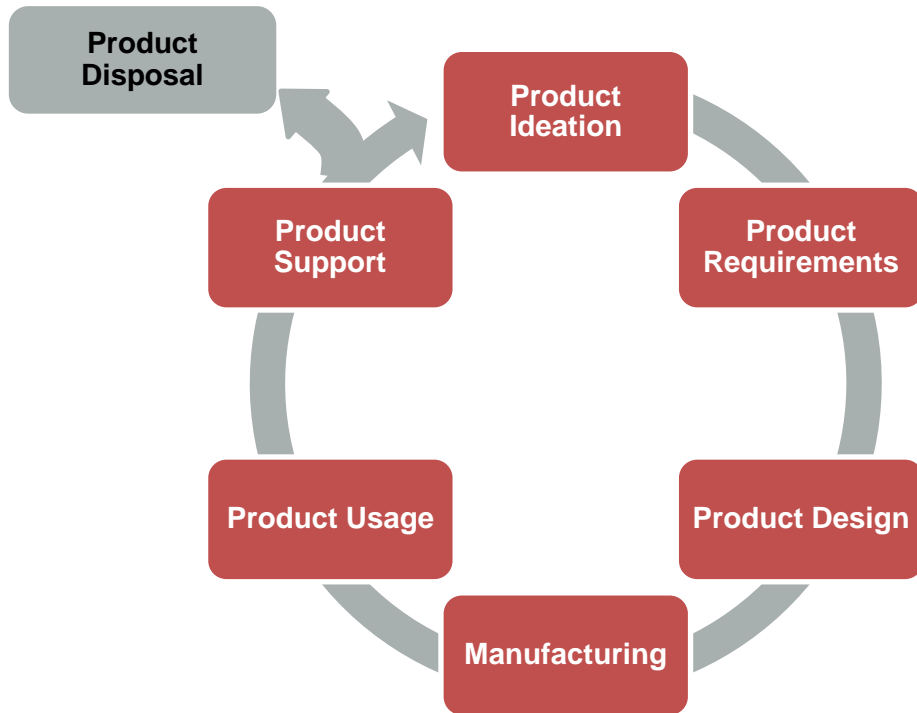 Product
Disposal
Product
Ideation
Product
Support
Product
Requirements
Product Usage
Product Design
Manufacturing